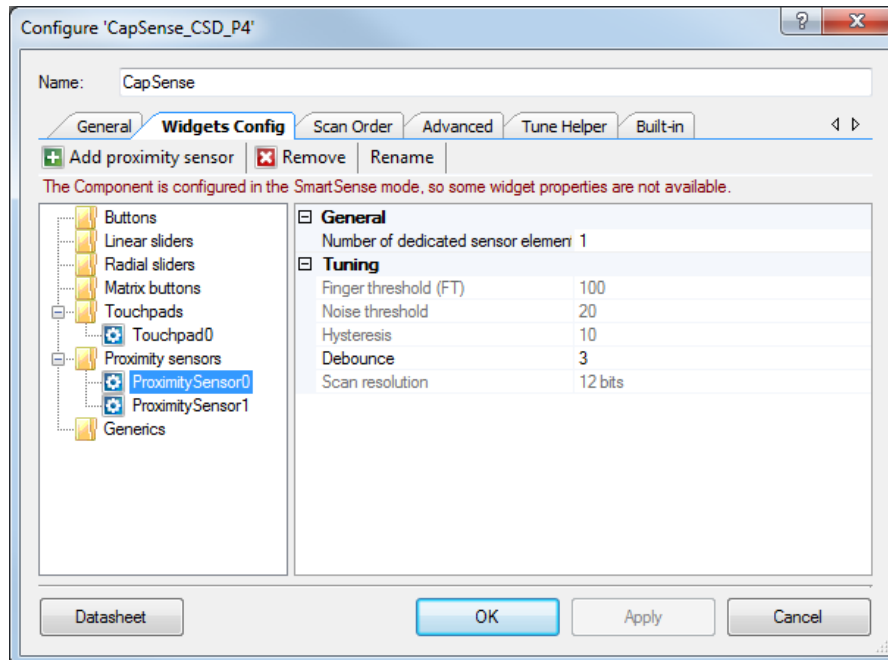 Configure 'CapSense_CSD_P4'
Name: CapSense
General Widgets Config Scan Order Advanced Tune Helper Built-in
Add proximity sensor Remove Rename
The Component is configured in the SmartSense mode, so some widget properties are not available.
Buttons
Linear sliders
Radial sliders
Matrix buttons
Touchpads
Touchpad0
Proximity sensors
ProximitySensor0
ProximitySensor1
Generics
General
Number of dedicated sensor element 1
Tuning
Finger threshold (FT) 100
Noise threshold 20
Hysteresis 10
Debounce 3
Scan resolution 12 bits
Datasheet OK Apply Cancel